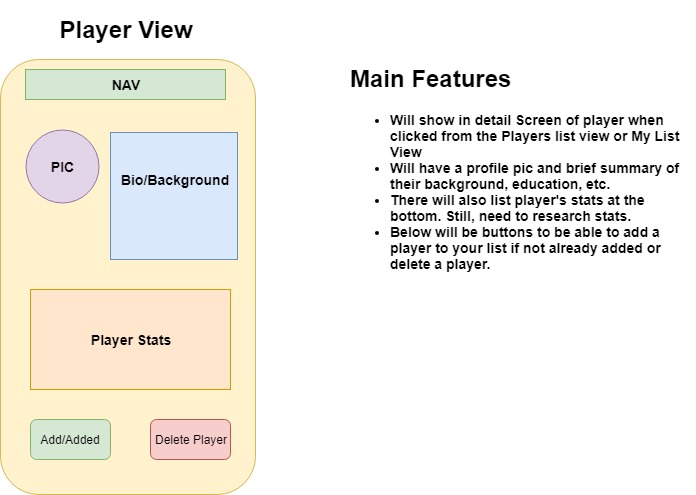 Player View
NAV
PIC
Bio/Background
Player Stats
Add/Added
Delete Player
Main Features
• Will show in detail Screen of player when
clicked from the Players list view or My List
View
• Will have a profile pic and brief summary of
their background, education, etc.
• There will also list player's stats at the
bottom. Still, need to research stats.
• Below will be buttons to be able to add a
player to your list if not already added or
delete a player.